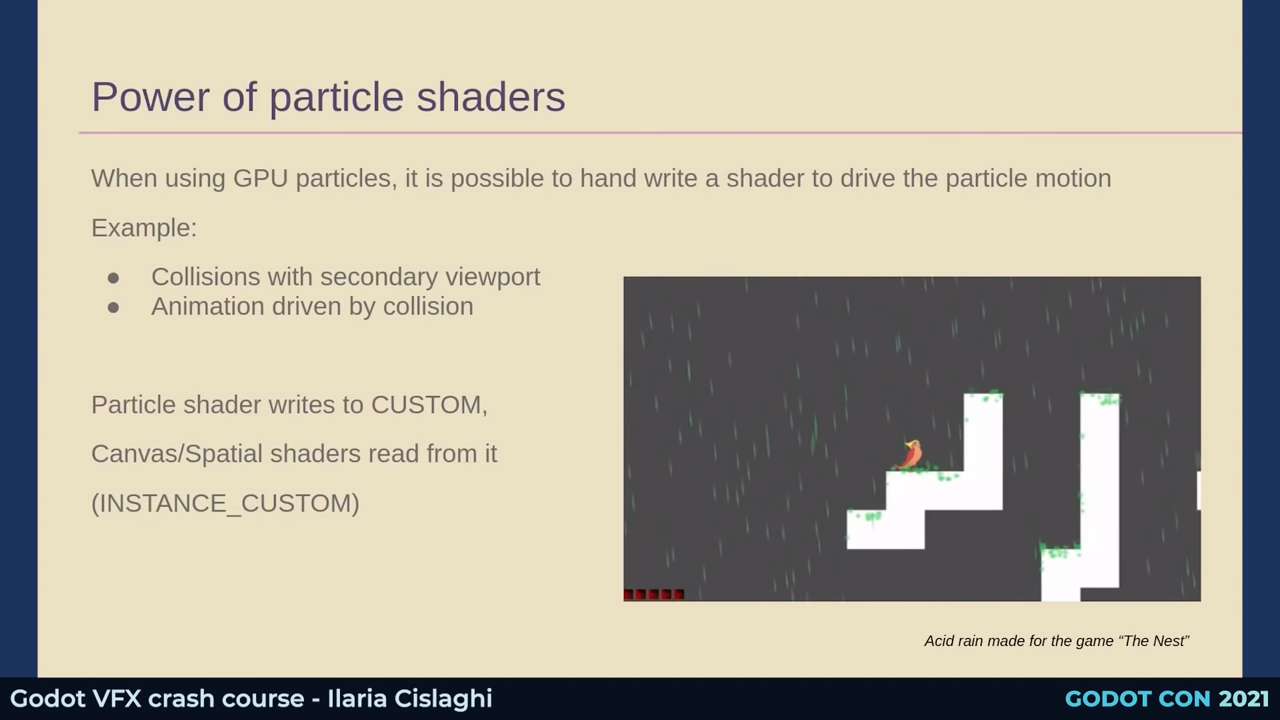 Power of particle shaders
When using GPU particles, it is possible to hand write a shader to drive the particle motion
Example:
● Collisions with secondary viewport
● Animation driven by collision
Particle shader writes to CUSTOM,
Canvas/Spatial shaders read from it
(INSTANCE_CUSTOM)
Acid rain made for the game “The Nest”
Godot VFX crash course - Ilaria Cislaghi
GODOT CON 2021